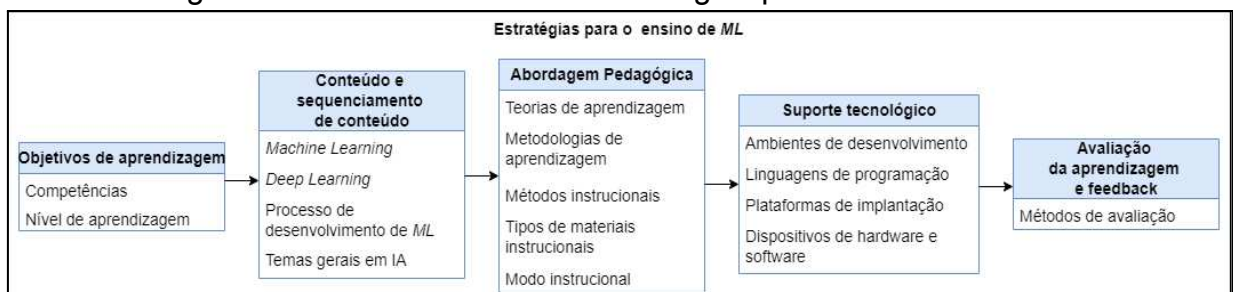 Estratégias para o ensino de ML
Objetivos de aprendizagem
Competências
Nível de aprendizagem
Conteúdo e
sequenciamento
de conteúdo
Machine Learning
Deep Learning
Processo de
desenvolvimento de ML
Temas gerais em IA
Abordagem Pedagógica
Teorias de aprendizagem
Metodologias de
aprendizagem
Métodos instrucionais
Tipos de materiais
instrucionais
Modo instrucional
Suporte tecnológico
Ambientes de desenvolvimento
Linguagens de programação
Plataformas de implantação
Dispositivos de hardware e
software
Avaliação
da aprendizagem
e feedback
Métodos de avaliação